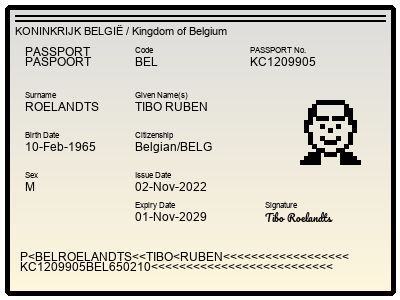 KONINKRIJK BELGIË / Kingdom of Belgium
PASSPORT Code PASSPORT No.
PASPOORT BEL KC1209905
Surname Given Name(s)
ROELANDTS TIBO RUBEN
Birth Date Citizenship
10-Feb-1965 Belgian/BELG
Sex Issue Date
M 02-Nov-2022
Expiry Date Signature
01-Nov-2029 Tibo Roelandts
P<BELROELANDTS<<TIBO<RUBEN<<<<<<<<<<<<<<<<<<
KC1209905BEL650210<<<<<<<<<<<<<<<<<<<<<<<<<<